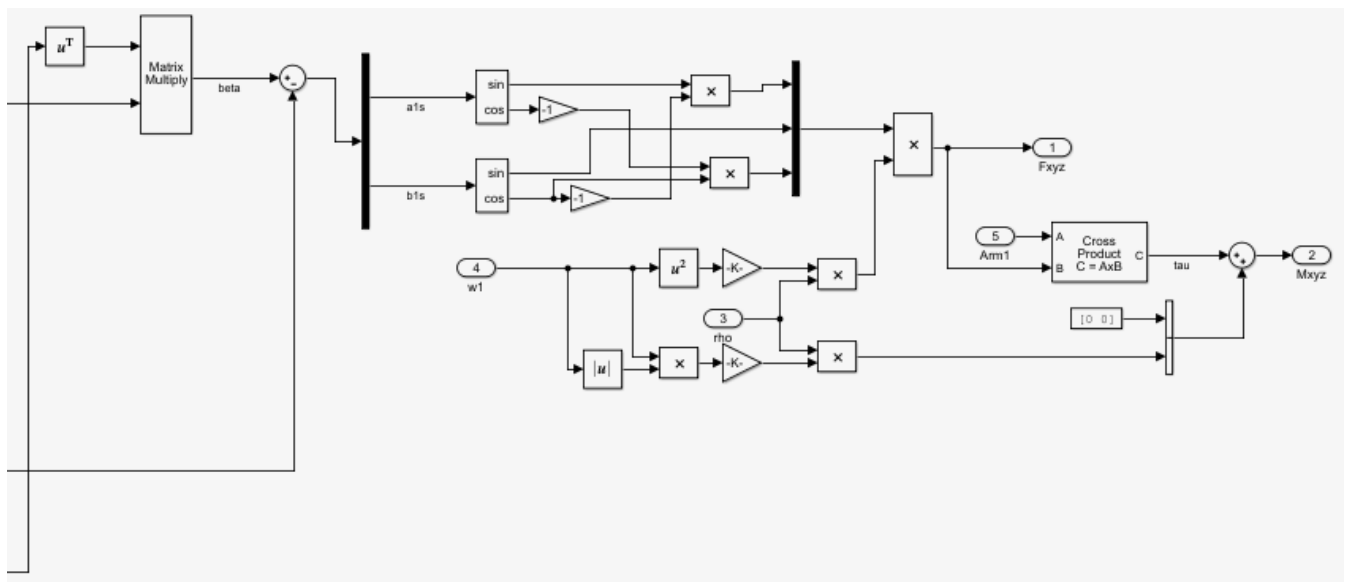 uᵀ
Matrix
Multiply
beta
+
-
a1s
b1s
sin
cos
-1
×
sin
cos
-1
×
×
1
Fxyz
4
w1
u²
-K-
×
3
rho
|u|
×
-K-
×
5
Arm1
A
B
Cross
Product
C = AxB
C
tau
+
+
2
Mxyz
[0 0]